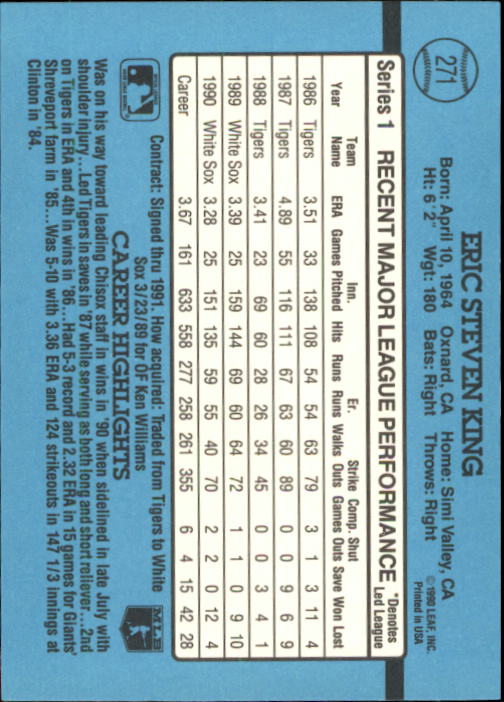 271
ERIC STEVEN KING
Born: April 10, 1964 Oxnard, CA Home: Simi Valley, CA
Ht: 6' 2" Wgt: 180 Bats: Right Throws: Right
©1990 LEAF, INC.
Printed in USA
Series 1 RECENT MAJOR LEAGUE PERFORMANCE *Denotes Led League
Year Team Name ERA Games Inn. Pitched Hits Runs Er. Runs Walks Strike Outs Comp. Games Shut Outs Save Won Lost
1986 Tigers 3.51 33 138 108 54 54 63 79 3 1 3 11 4
1987 Tigers 4.89 55 116 111 67 63 60 89 0 0 9 6 9
1988 Tigers 3.41 23 69 60 28 26 34 45 0 0 3 4 1
1989 White Sox 3.39 25 159 144 69 60 64 72 1 1 0 9 10
1990 White Sox 3.28 25 151 135 59 55 40 70 2 2 0 12 4
Career 3.67 161 633 558 277 258 261 355 6 4 15 42 28
Contract: Signed thru 1991. How acquired: Traded from Tigers to White
Sox 3/23/89 for OF Ken Williams
CAREER HIGHLIGHTS
MLB
Was on his way toward leading Chisox staff in wins in '90 when sidelined in late July with
shoulder injury...Led Tigers in saves in '87 while serving as both long and short reliever...2nd
on Tigers in ERA and 4th in wins in '86...Had 5-3 record and 2.32 ERA in 15 games for Giants'
Shreveport farm in '85...Was 5-10 with 3.38 ERA and 124 strikeouts in 147 1/3 innings at
Clinton in '84.